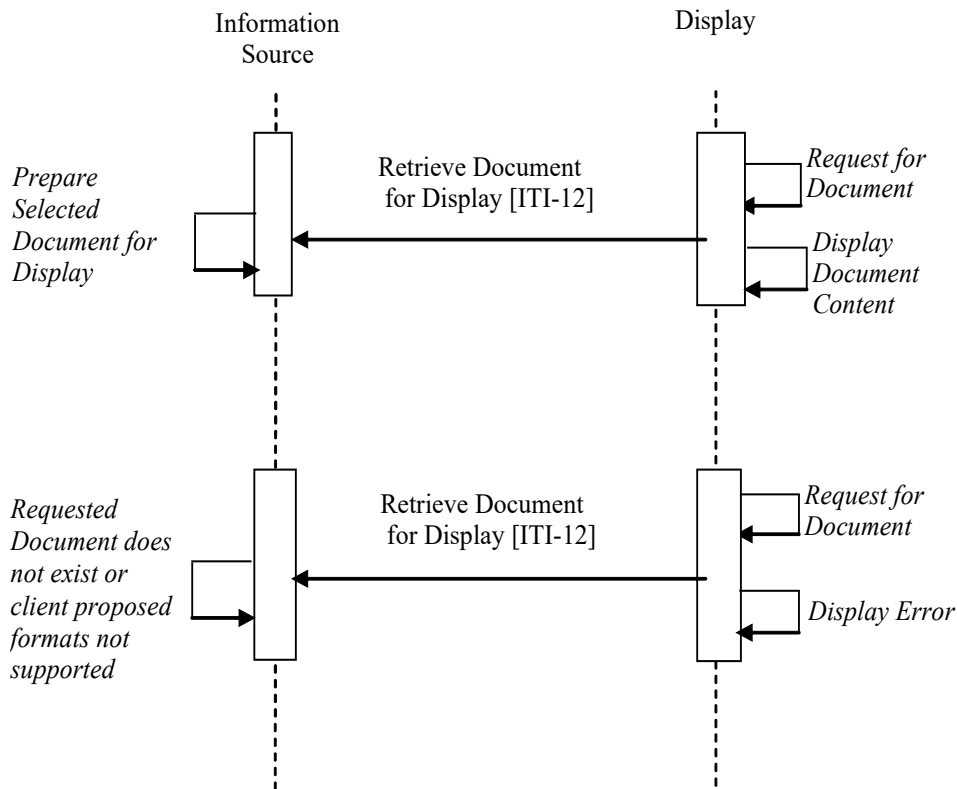 Information
Source
Display
Prepare
Selected
Document for
Display
Retrieve Document
for Display [ITI-12]
Request for
Document
Display
Document
Content
Requested
Document does
not exist or
client proposed
formats not
supported
Retrieve Document
for Display [ITI-12]
Request for
Document
Display Error